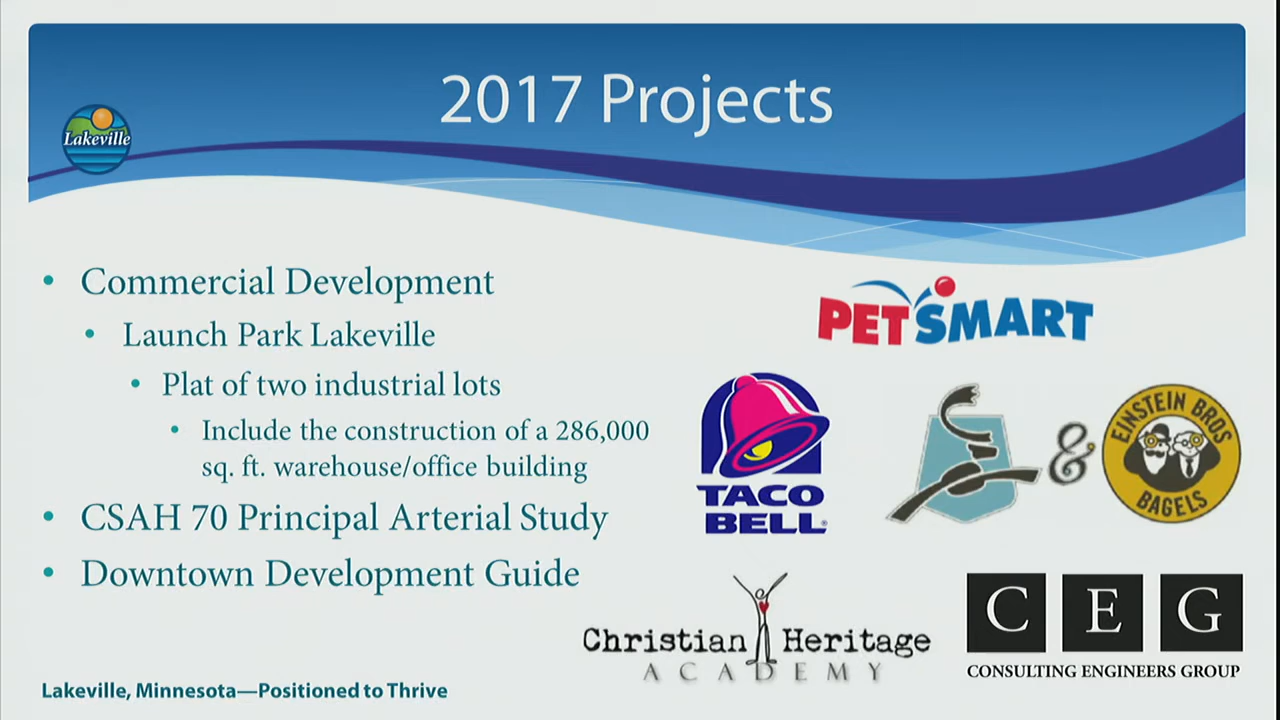 2017 Projects
Lakeville
• Commercial Development
• Launch Park Lakeville
• Plat of two industrial lots
• Include the construction of a 286,000
sq. ft. warehouse/office building
• CSAH 70 Principal Arterial Study
• Downtown Development Guide
PETSMART
TACO
BELL®
&
EINSTEIN BROS
BAGELS
Christian Heritage
ACADEMY
C E G
CONSULTING ENGINEERS GROUP
Lakeville, Minnesota—Positioned to Thrive